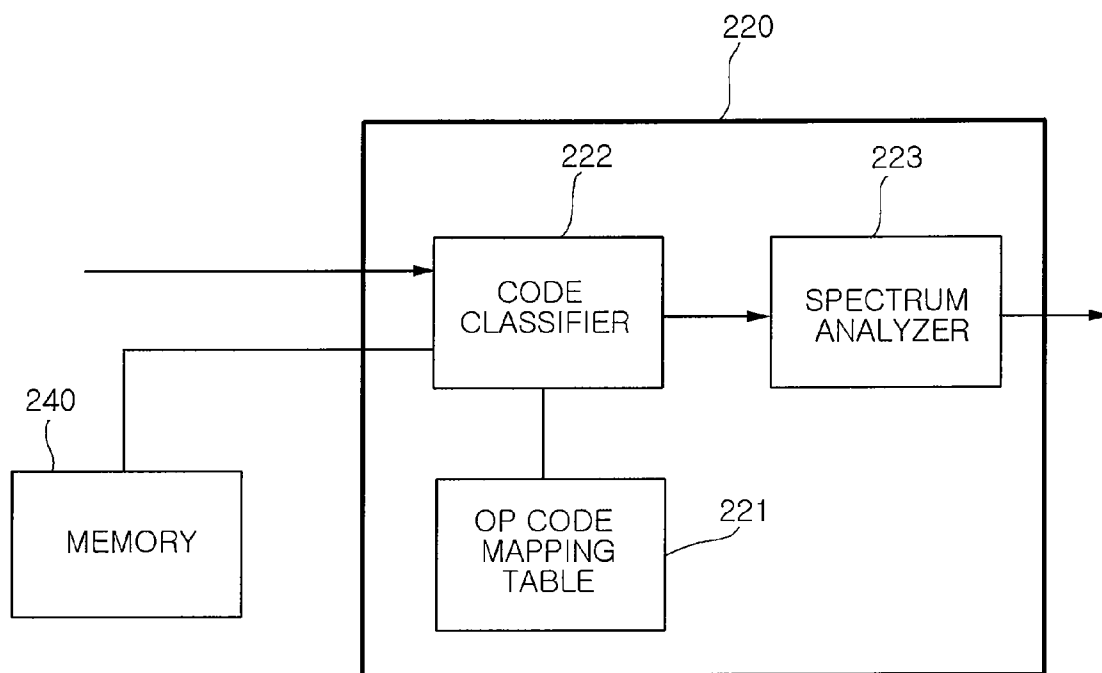 220
222
223
CODE
CLASSIFIER
SPECTRUM
ANALYZER
240
MEMORY
OP CODE
MAPPING
TABLE
221